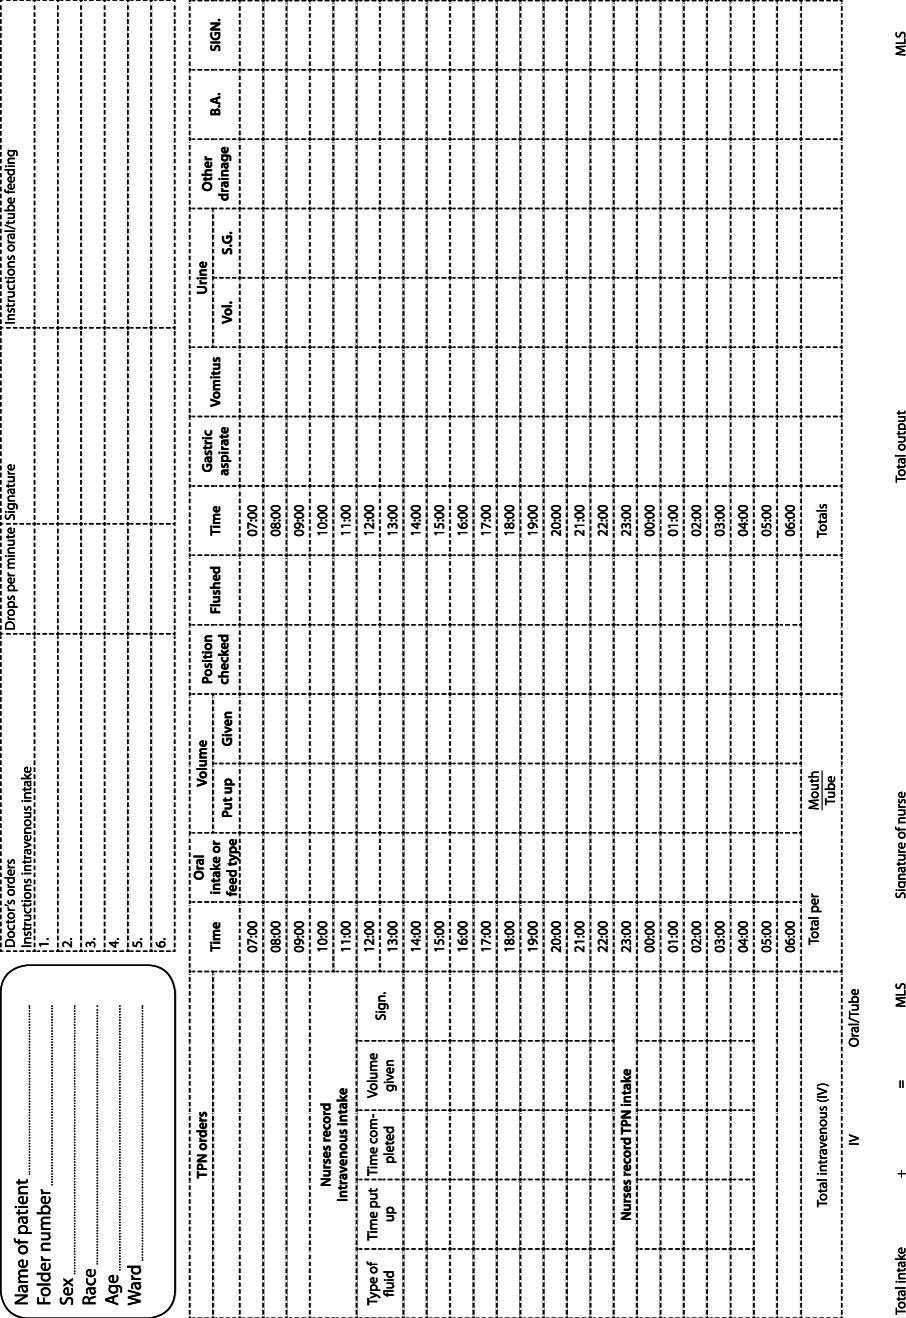 Name of patient
Folder number
Sex
Race
Age
Ward
Doctor's orders
Instructions intravenous intake
Drops per minute
Signature
Instructions oral/tube feeding
1.
2.
3.
4.
5.
6.
TPN orders
Time
Oral intake or feed type
Volume
Put up
Given
Position checked
Flushed
Time
Gastric aspirate
Vomitus
Urine
Vol.
S.G.
Other drainage
B.A.
SIGN.
07:00 07:00
08:00 08:00
09:00 09:00
Nurses record
Intravenous intake
10:00 10:00
11:00 11:00
Type of fluid
Time put up
Time com-pleted
Volume given
Sign.
12:00 12:00
13:00 13:00
14:00 14:00
15:00 15:00
16:00 16:00
17:00 17:00
18:00 18:00
19:00 19:00
20:00 20:00
21:00 21:00
22:00 22:00
Nurses record TPN intake 23:00 23:00
00:00 00:00
01:00 01:00
02:00 02:00
03:00 03:00
04:00 04:00
05:00 05:00
06:00 06:00
Total intravenous (IV)
Total per
Mouth
Tube
Totals
IV
Oral/Tube
Total intake + = MLS Signature of nurse Total output MLS